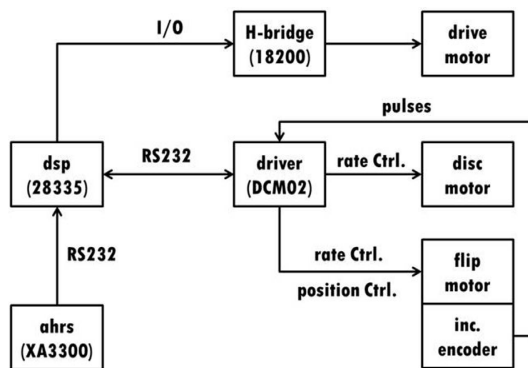 I/O
H-bridge
(18200)
drive
motor
pulses
dsp
(28335)
RS232
driver
(DCM02)
rate Ctrl.
disc
motor
RS232
rate Ctrl.
position Ctrl.
flip
motor
ahrs
(XA3300)
inc.
encoder